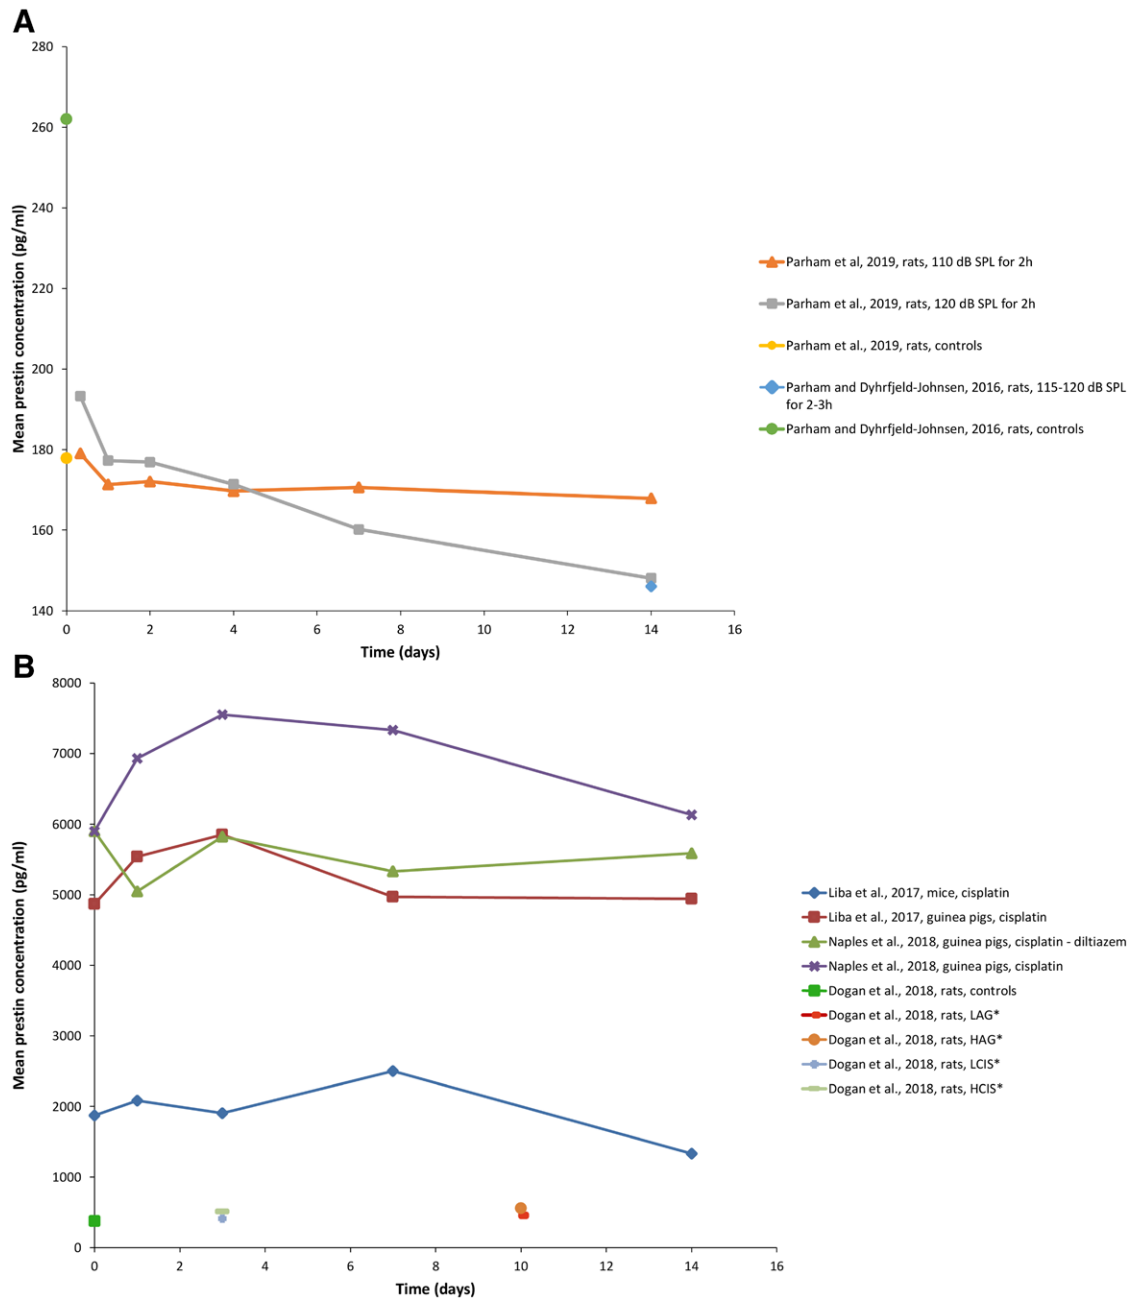 A
280
260
240
220
200
180
160
140
0 2 4 6 8 10 12 14 16
Mean prestin concentration (pg/ml)
Time (days)
Parham et al, 2019, rats, 110 dB SPL for 2h
Parham et al., 2019, rats, 120 dB SPL for 2h
Parham et al., 2019, rats, controls
Parham and Dyhrfjeld-Johnsen, 2016, rats, 115-120 dB SPL
for 2-3h
Parham and Dyhrfjeld-Johnsen, 2016, rats, controls
B
8000
7000
6000
5000
4000
3000
2000
1000
0
0 2 4 6 8 10 12 14 16
Mean prestin concentration (pg/ml)
Time (days)
Liba et al., 2017, mice, cisplatin
Liba et al., 2017, guinea pigs, cisplatin
Naples et al., 2018, guinea pigs, cisplatin - diltiazem
Naples et al., 2018, guinea pigs, cisplatin
Dogan et al., 2018, rats, controls
Dogan et al., 2018, rats, LAG*
Dogan et al., 2018, rats, HAG*
Dogan et al., 2018, rats, LCIS*
Dogan et al., 2018, rats, HCIS*